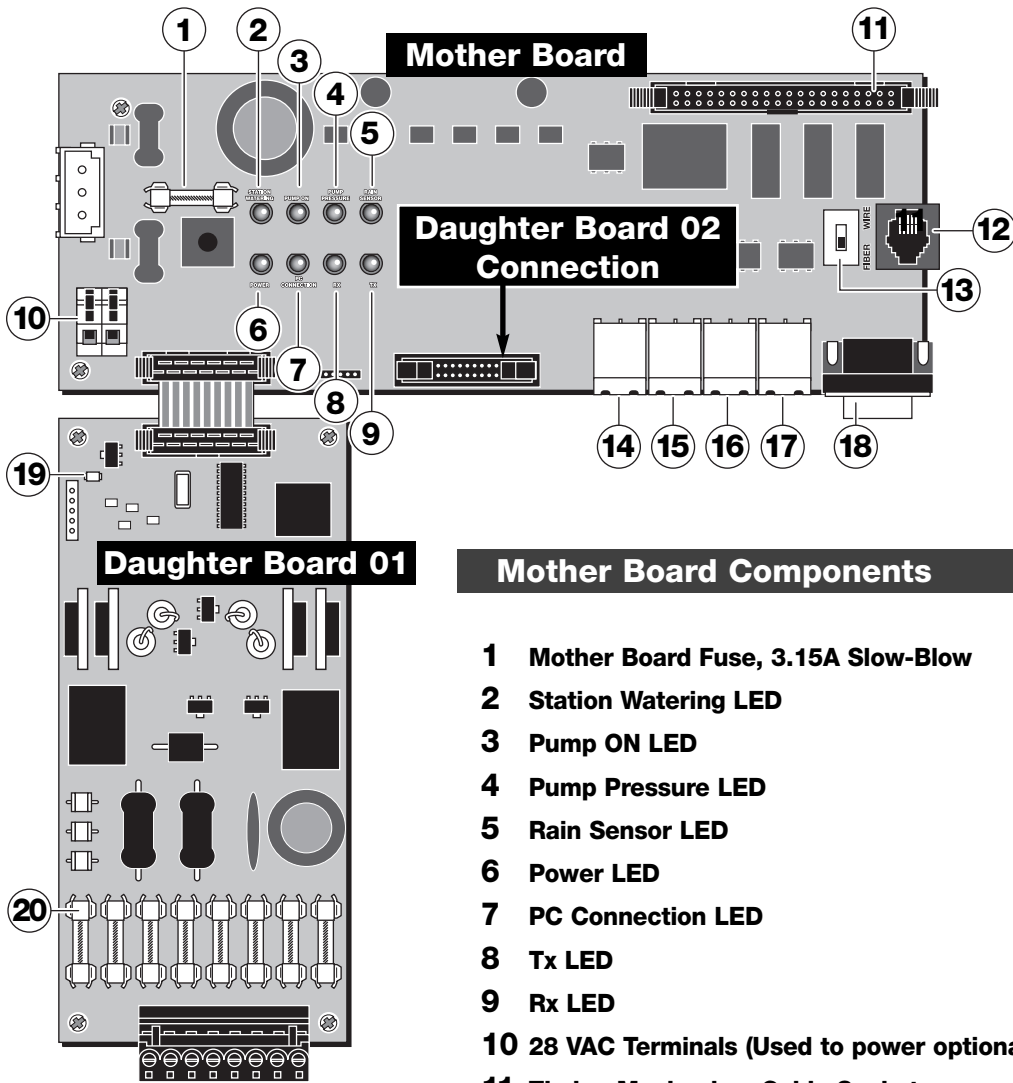 1
2
3
4
5
11
Mother Board
STATION WATERING
PUMP ON
PUMP PRESSURE
RAIN SENSOR
Daughter Board 02
Connection
FIBER WIRE
12
13
10
POWER
PC CONNECTION
RX
TX
6
7
8
9
14
15
16
17
18
19
Daughter Board 01
20
Mother Board Components
1 Mother Board Fuse, 3.15A Slow-Blow
2 Station Watering LED
3 Pump ON LED
4 Pump Pressure LED
5 Rain Sensor LED
6 Power LED
7 PC Connection LED
8 Tx LED
9 Rx LED
10 28 VAC Terminals (Used to power
11